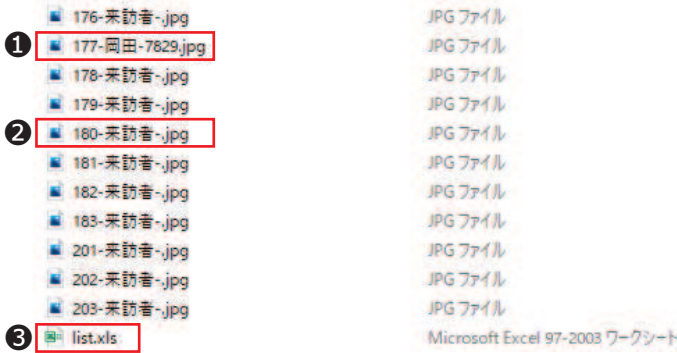 176-来訪者-.jpg JPG ファイル
❶ 177-岡田-7829.jpg JPG ファイル
178-来訪者-.jpg JPG ファイル
179-来訪者-.jpg JPG ファイル
❷ 180-来訪者-.jpg JPG ファイル
181-来訪者-.jpg JPG ファイル
182-来訪者-.jpg JPG ファイル
183-来訪者-.jpg JPG ファイル
201-来訪者-.jpg JPG ファイル
202-来訪者-.jpg JPG ファイル
203-来訪者-.jpg JPG ファイル
❸ list.xls Microsoft Excel 97-2003 ワークシート